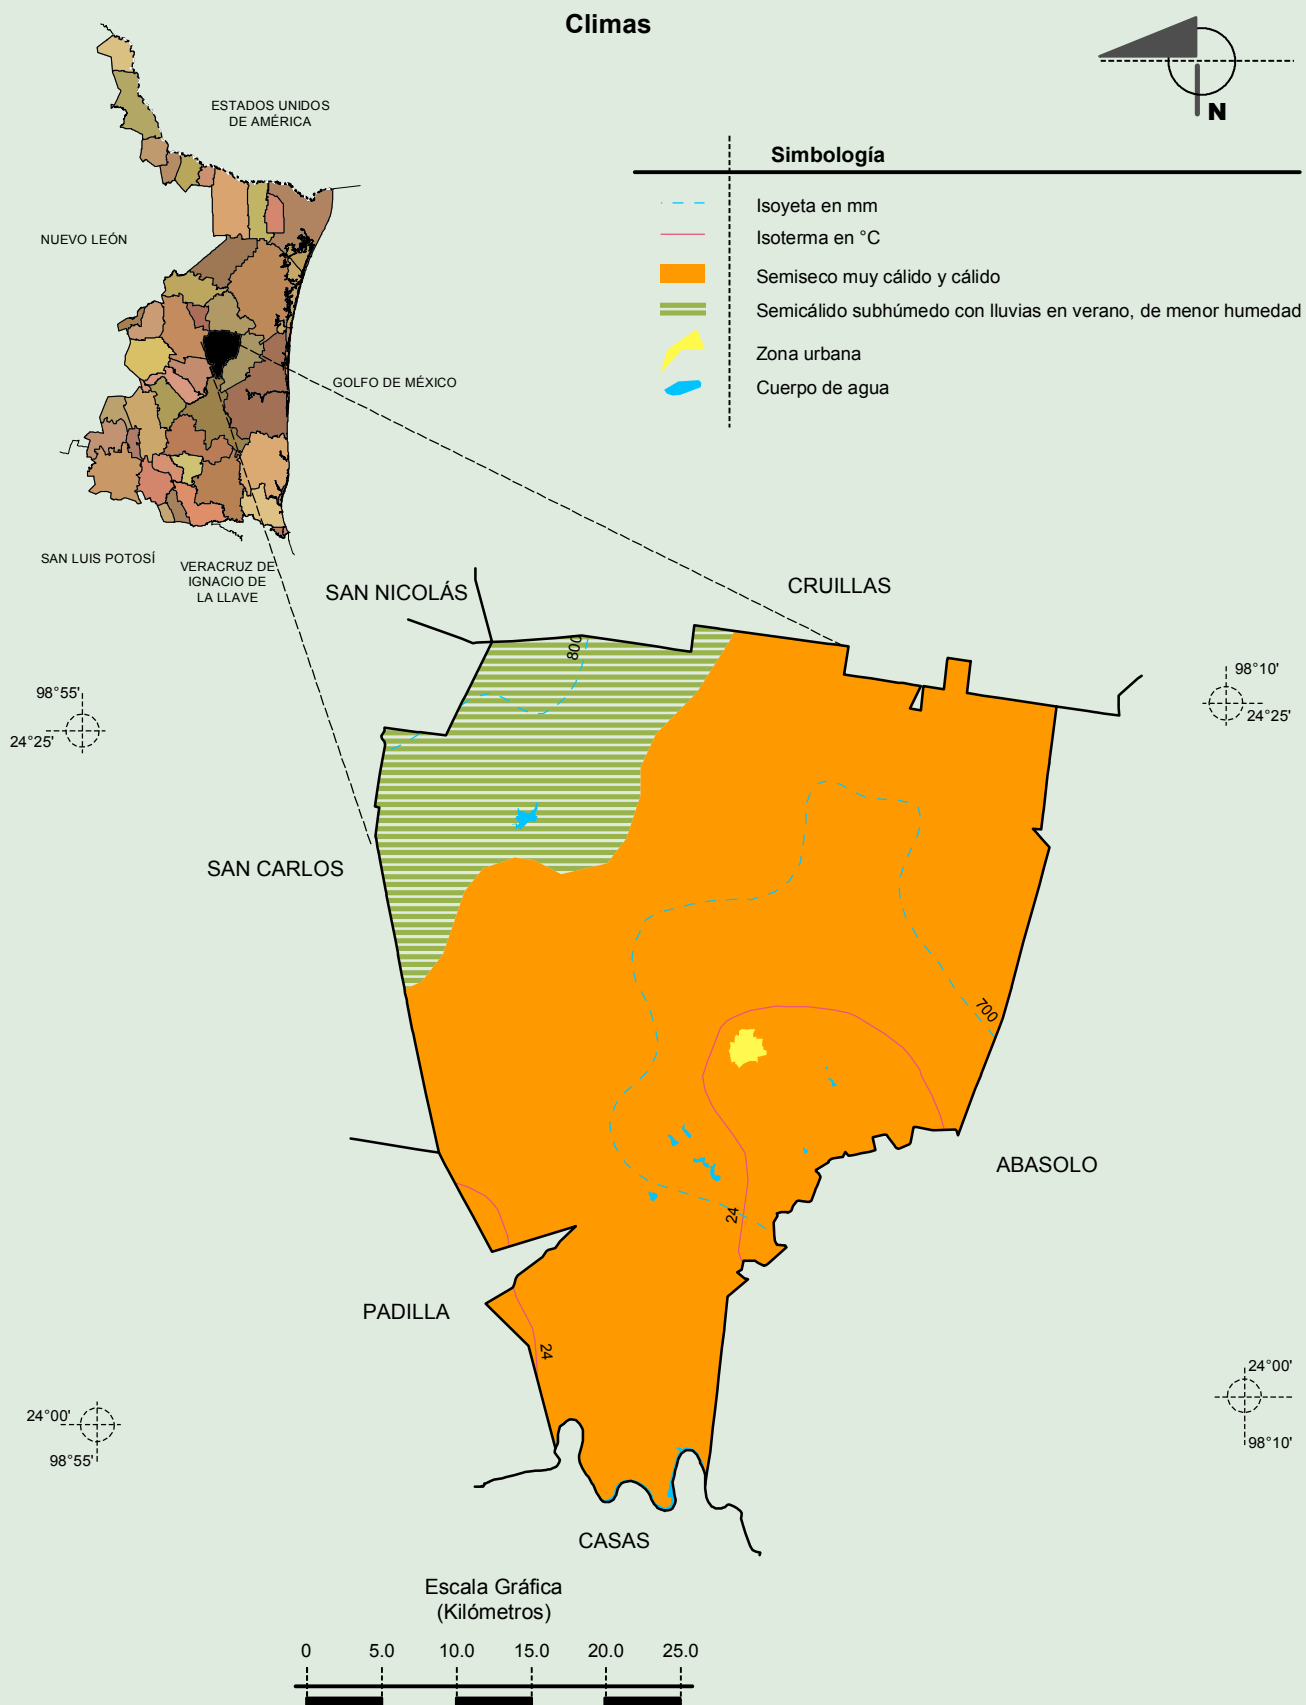 Climas
N
ESTADOS UNIDOS
DE AMÉRICA
NUEVO LEÓN
GOLFO DE MÉXICO
SAN LUIS POTOSÍ
VERACRUZ DE
IGNACIO DE
LA LLAVE
Simbología
Isoyeta en mm
Isoterma en °C
Semiseco muy cálido y cálido
Semicálido subhúmedo con lluvias en verano, de menor humedad
Zona urbana
Cuerpo de agua
SAN NICOLÁS
CRUILLAS
800
98°55'
24°25'
98°10'
24°25'
SAN CARLOS
700
ABASOLO
24
PADILLA
24
24°00'
98°55'
24°00'
98°10'
CASAS
Escala Gráfica
(Kilómetros)
0 5.0 10.0 15.0 20.0 25.0